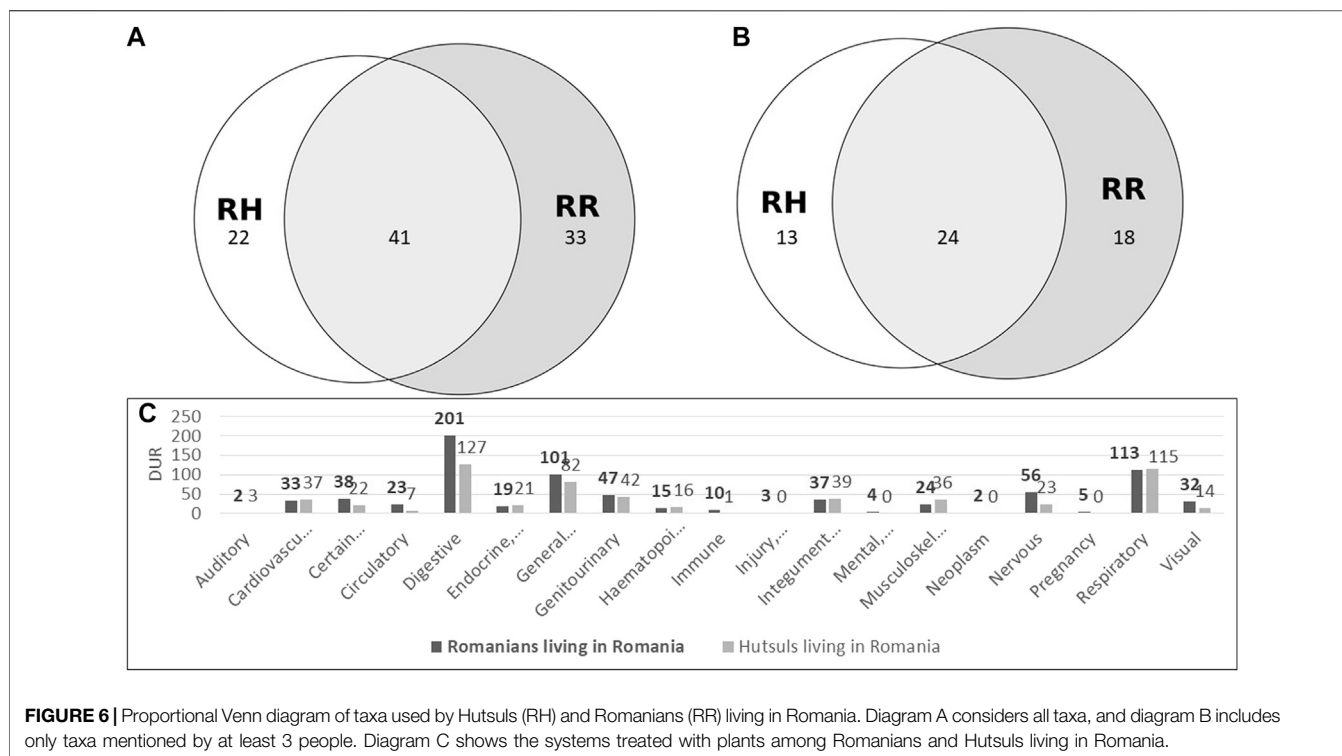 A
B
RH
22
41
RR
33
RH
13
24
RR
18
C
DUR
250
200
150
100
50
0
2 3
33 37
38 22
23 7
201 127
19 21
101 82
47 42
15 16
10 1
3 0
37 39
4 0
24 36
2 0
56 23
5 0
113 115
32 14
Auditory
Cardiovascu...
Certain...
Circulatory
Digestive
Endocrine,...
General...
Genitourinary
Haematopoi...
Immune
Injury,...
Integument...
Mental,...
Musculoskel...
Neoplasm
Nervous
Pregnancy
Respiratory
Visual
Romanians living in Romania Hutsuls living in Romania
FIGURE 6 | Proportional Venn diagram of taxa used by Hutsuls (RH) and Romanians (RR) living in Romania. Diagram A considers all taxa, and diagram B includes
only taxa mentioned by at least 3 people. Diagram C shows the systems treated with plants among Romanians and Hutsuls living in Romania.